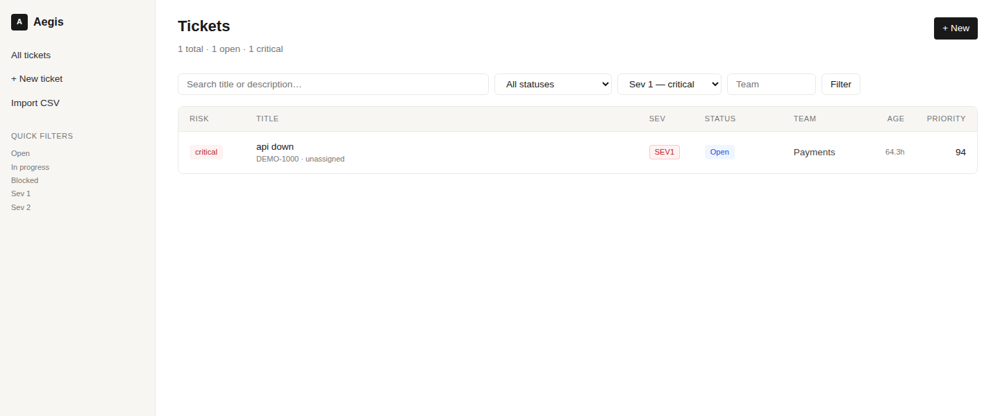 A Aegis
All tickets
+ New ticket
Import CSV
QUICK FILTERS
Open
In progress
Blocked
Sev 1
Sev 2
Tickets
+ New
1 total · 1 open · 1 critical
Search title or description… All statuses Sev 1 — critical Team Filter
RISK TITLE SEV STATUS TEAM AGE PRIORITY
critical api down SEV1 Open Payments 64.3h 94
DEMO-1000 · unassigned